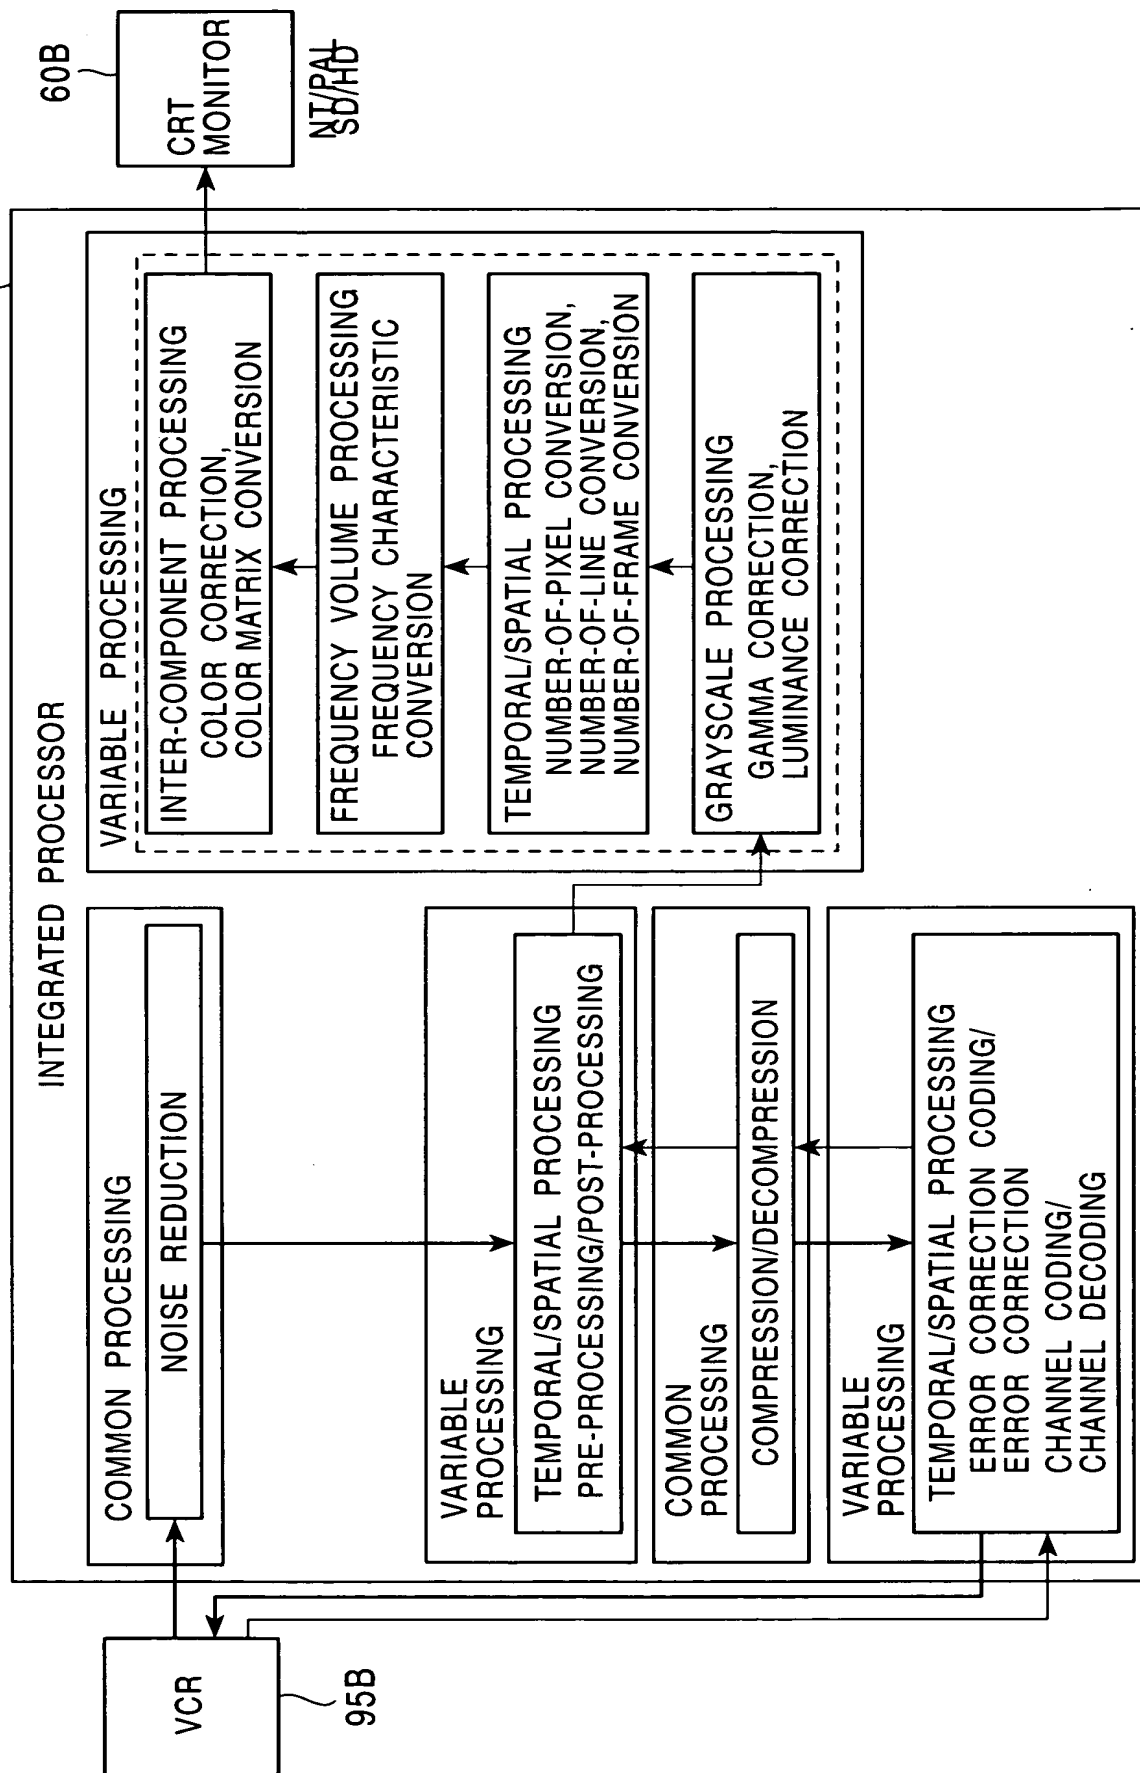 INTEGRATED PROCESSOR
VCR
95B
COMMON PROCESSING
NOISE REDUCTION
VARIABLE
PROCESSING
TEMPORAL/SPATIAL PROCESSING
PRE-PROCESSING/POST-PROCESSING
COMMON
PROCESSING
COMPRESSION/DECOMPRESSION
VARIABLE
PROCESSING
TEMPORAL/SPATIAL PROCESSING
ERROR CORRECTION CODING/
ERROR CORRECTION
CHANNEL CODING/
CHANNEL DECODING
VARIABLE PROCESSING
INTER-COMPONENT PROCESSING
COLOR CORRECTION,
COLOR MATRIX CONVERSION
FREQUENCY VOLUME PROCESSING
FREQUENCY CHARACTERISTIC
CONVERSION
TEMPORAL/SPATIAL PROCESSING
NUMBER-OF-PIXEL CONVERSION,
NUMBER-OF-LINE CONVERSION,
NUMBER-OF-FRAME CONVERSION
GRAYSCALE PROCESSING
GAMMA CORRECTION,
LUMINANCE CORRECTION
60B
CRT
MONITOR
NT/PAL
SD/HD